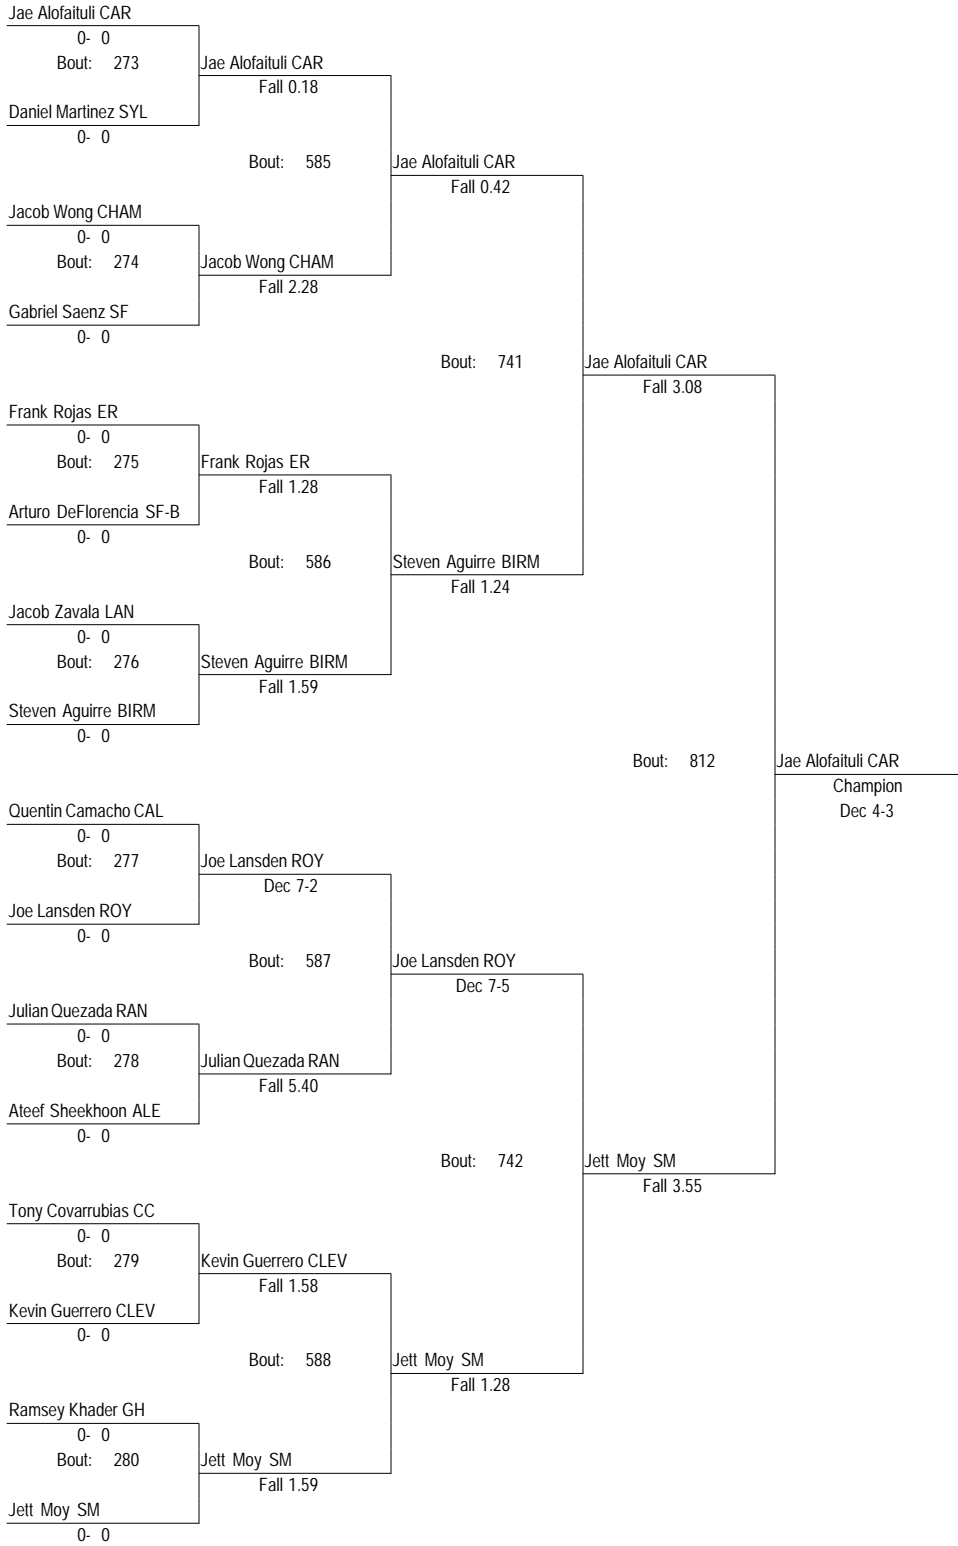 Jae Alofaituli CAR
0- 0
Bout: 273
Jae Alofaituli CAR
Fall 0.18
Daniel Martinez SYL
0- 0
Bout: 585
Jae Alofaituli CAR
Fall 0.42
Jacob Wong CHAM
0- 0
Bout: 274
Jacob Wong CHAM
Fall 2.28
Gabriel Saenz SF
0- 0
Bout: 741
Jae Alofaituli CAR
Fall 3.08
Frank Rojas ER
0- 0
Bout: 275
Frank Rojas ER
Fall 1.28
Arturo DeFlorencia SF-B
0- 0
Bout: 586
Steven Aguirre BIRM
Fall 1.24
Jacob Zavala LAN
0- 0
Bout: 276
Steven Aguirre BIRM
Fall 1.59
Steven Aguirre BIRM
0- 0
Bout: 812
Jae Alofaituli CAR
Champion
Dec 4-3
Quentin Camacho CAL
0- 0
Bout: 277
Joe Lansden ROY
Dec 7-2
Joe Lansden ROY
0- 0
Bout: 587
Joe Lansden ROY
Dec 7-5
Julian Quezada RAN
0- 0
Bout: 278
Julian Quezada RAN
Fall 5.40
Ateef Sheekhoon ALE
0- 0
Bout: 742
Jett Moy SM
Fall 3.55
Tony Covarrubias CC
0- 0
Bout: 279
Kevin Guerrero CLEV
Fall 1.58
Kevin Guerrero CLEV
0- 0
Bout: 588
Jett Moy SM
Fall 1.28
Ramsey Khader GH
0- 0
Bout: 280
Jett Moy SM
Fall 1.59
Jett Moy SM
0- 0